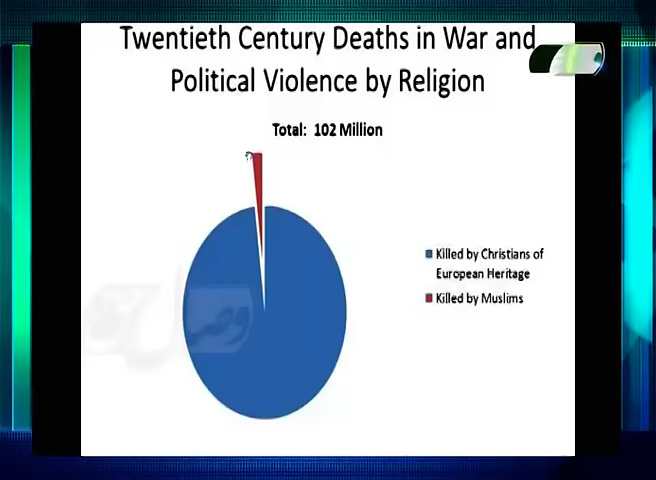 Twentieth Century Deaths in War and
Political Violence by Religion
Total: 102 Million
Killed by Christians of
European Heritage
Killed by Muslims
وصال